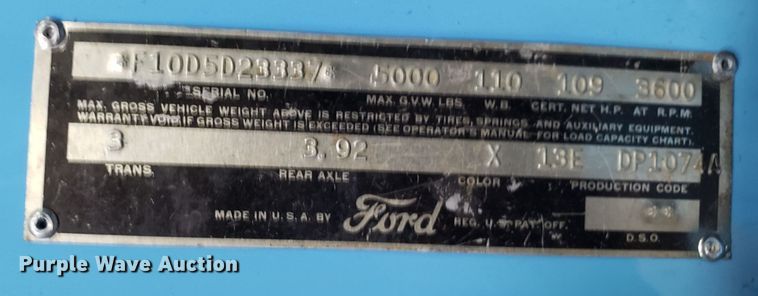 *F10D5D23337* 5000 110 109 3600
SERIAL NO. MAX. G.V.W. LBS. W.B. CERT. NET H.P. AT R.P.M.
MAX. GROSS VEHICLE WEIGHT ABOVE IS RESTRICTED BY TIRES, SPRINGS AND AUXILIARY EQUIPMENT.
WARRANTY VOID IF GROSS WEIGHT IS EXCEEDED (SEE OPERATOR'S MANUAL FOR LOAD CAPACITY CHART).
3 3.92 X 13E DP1074A
TRANS. REAR AXLE COLOR PRODUCTION CODE
MADE IN U.S.A. BY Ford REG. U.S. PAT. OFF. **
D.S.O.
Purple Wave Auction